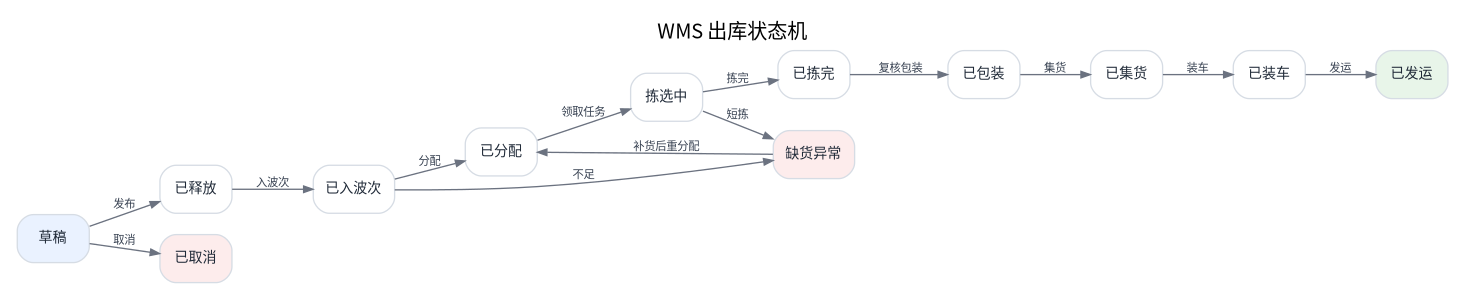 WMS 出库状态机
草稿
发布
取消
已释放
已取消
入波次
已入波次
分配
不足
已分配
领取任务
补货后重分配
拣选中
拣完
短拣
已拣完
缺货异常
复核包装
已包装
集货
已集货
装车
已装车
发运
已发运